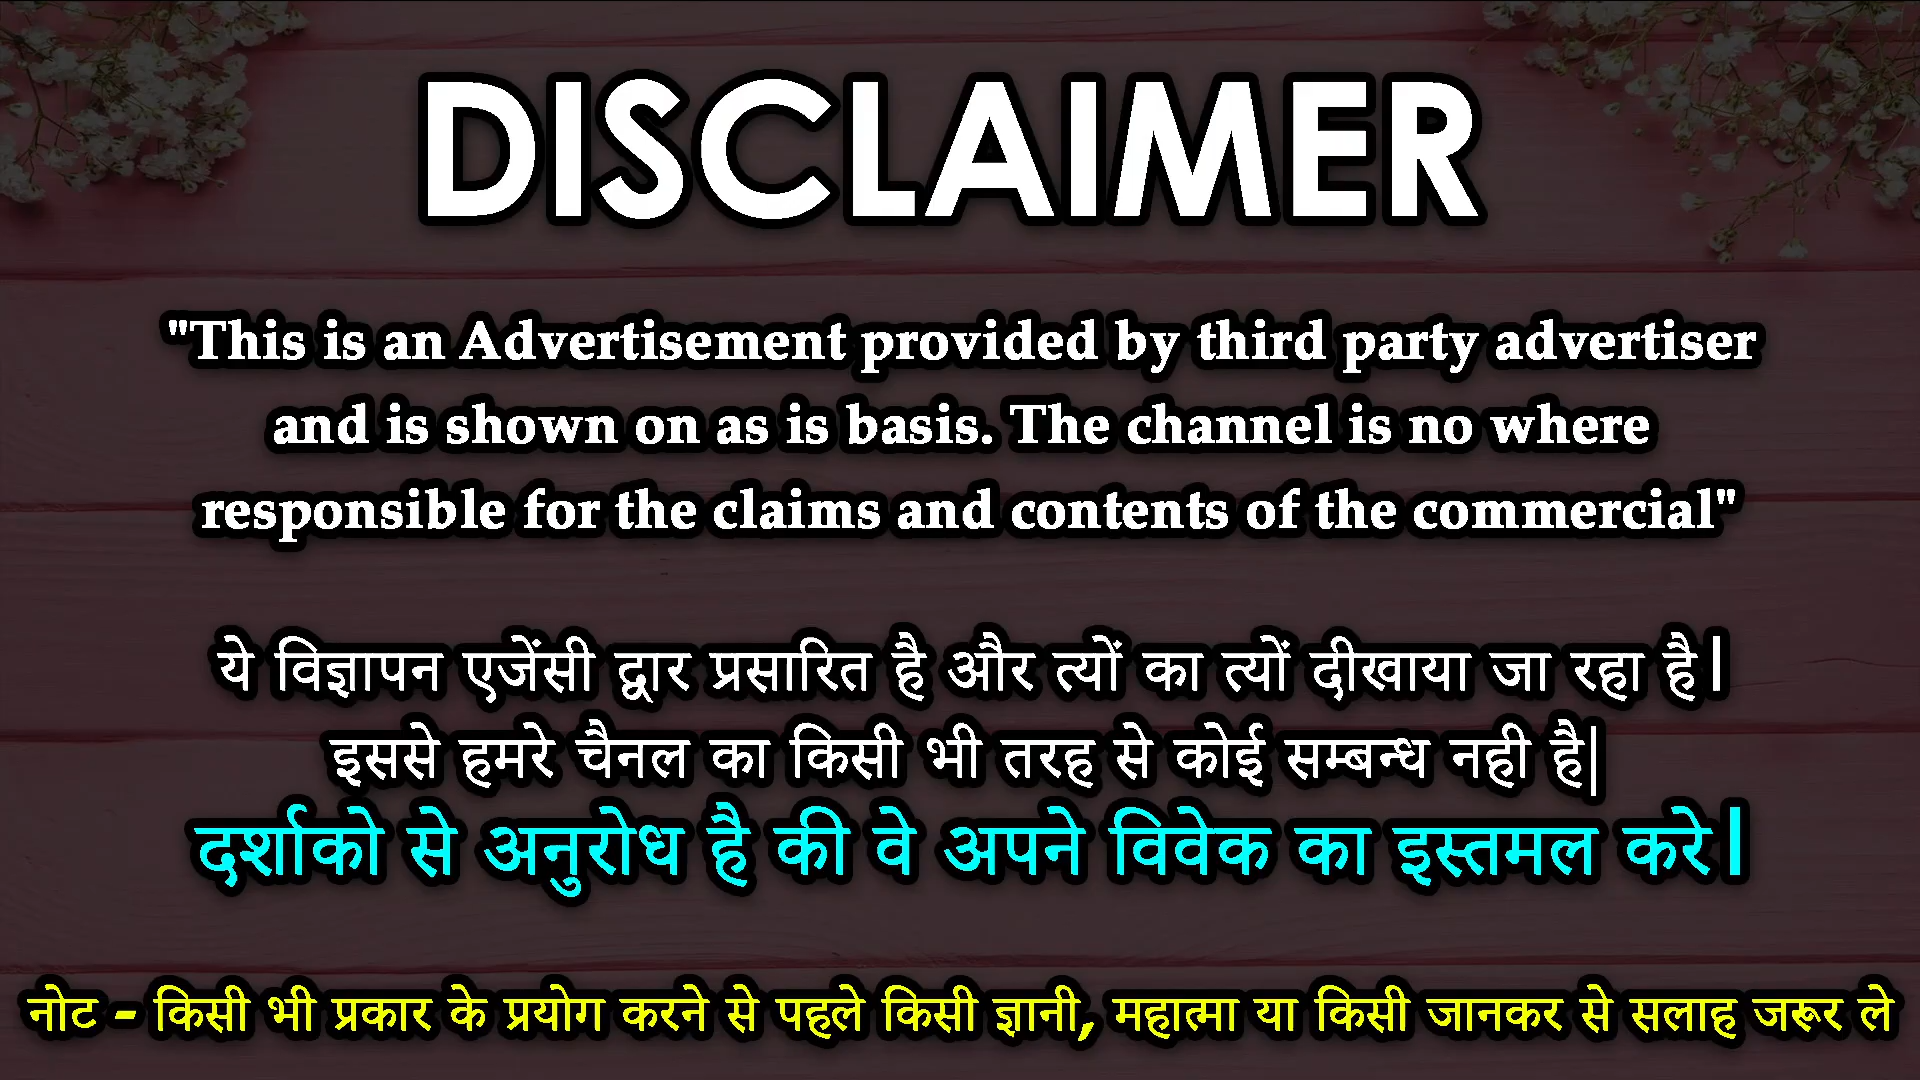 DISCLAIMER
"This is an Advertisement provided by third party advertiser
and is shown on as is basis. The channel is no where
responsible for the claims and contents of the commercial"
ये विज्ञापन एजेंसी द्वार प्रसारित है और त्यों का त्यों दीखाया जा रहा है।
इससे हमरे चैनल का किसी भी तरह से कोई सम्बन्ध नही है|
दर्शाको से अनुरोध है की वे अपने विवेक का इस्तमल करे।
नोट - किसी भी प्रकार के प्रयोग करने से पहले किसी ज्ञानी, महात्मा या किसी जानकर से सलाह जरूर ले